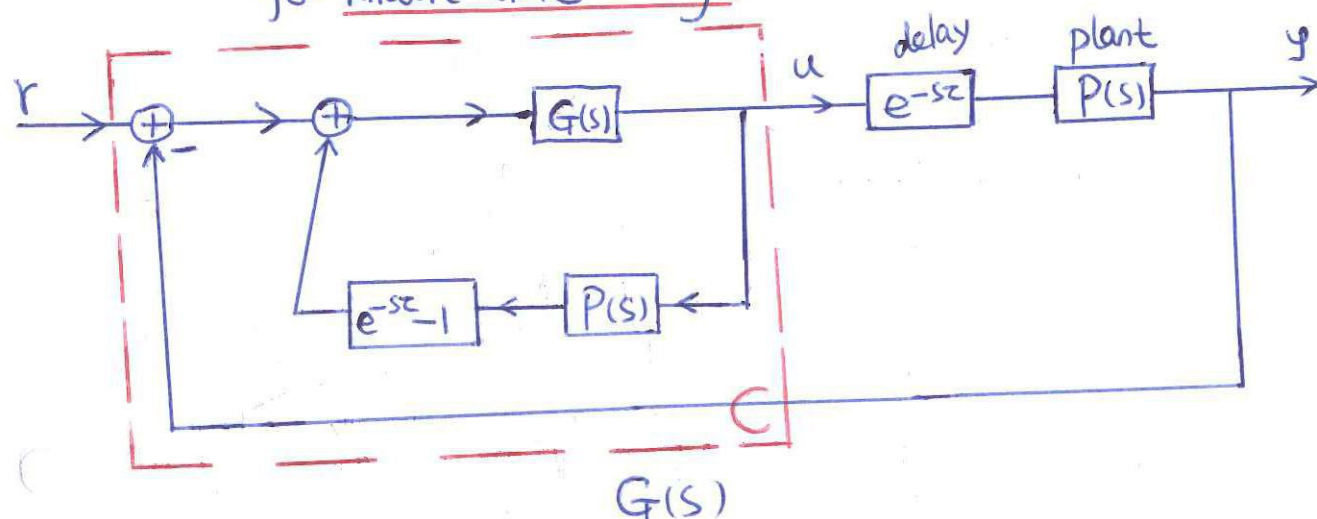 delay plant
r + - + G(s) u e^{-sτ} P(s) y
e^{-sτ}-1 P(s)
C
G(s)